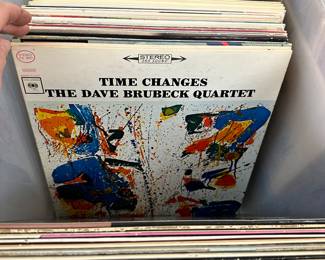 STEREO
TIME CHANGES
THE DAVE BRUBECK QUARTET